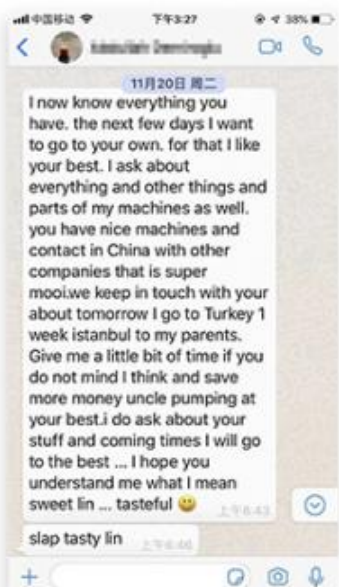 中国移动
下午3:27
38%
11月20日 周二
I now know everything you
have. the next few days I want
to go to your own. for that I like
your best. I ask about
everything and other things and
parts of my machines as well.
you have nice machines and
contact in China with other
companies that is super
mooi.we keep in touch with your
about tomorrow I go to Turkey 1
week istanbul to my parents.
Give me a little bit of time if you
do not mind I think and save
more money uncle pumping at
your best.i do ask about your
stuff and coming times I will go
to the best ... I hope you
understand me what I mean
sweet lin ... tasteful
上午6:43
slap tasty lin
上午6:46